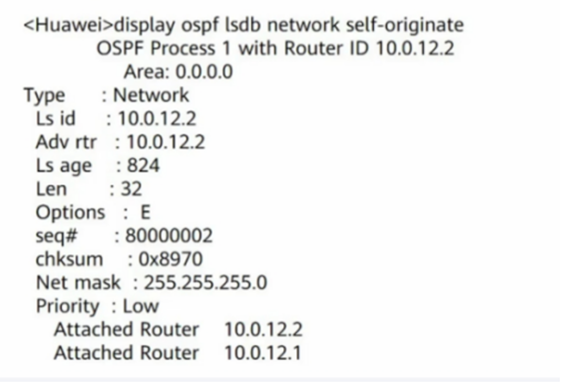 <Huawei>display ospf lsdb network self-originate
OSPF Process 1 with Router ID 10.0.12.2
Area: 0.0.0.0
Type : Network
Ls id : 10.0.12.2
Adv rtr : 10.0.12.2
Ls age : 824
Len : 32
Options : E
seq# : 80000002
chksum : 0x8970
Net mask : 255.255.255.0
Priority : Low
Attached Router 10.0.12.2
Attached Router 10.0.12.1